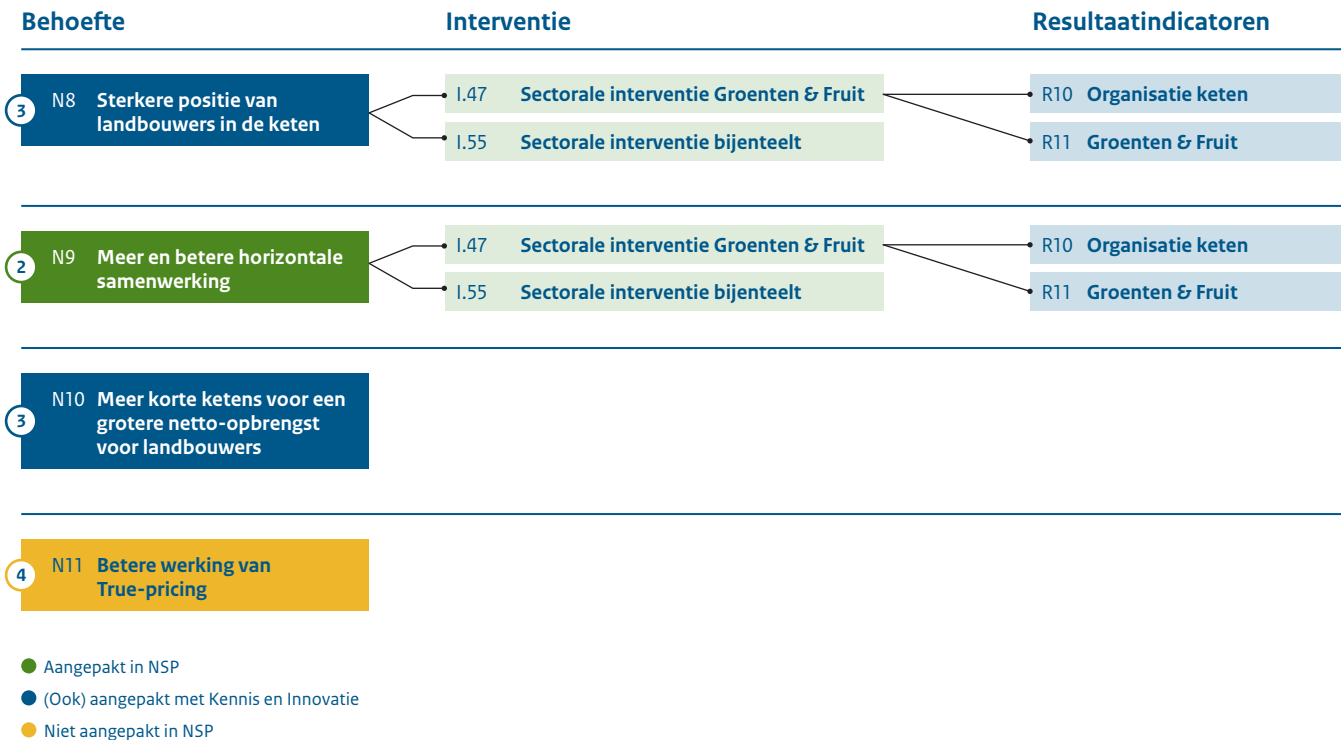 Behoefte Interventie Resultaatindicatoren
3 N8 Sterkere positie van
landbouwers in de keten
I.47 Sectorale interventie Groenten & Fruit
I.55 Sectorale interventie bijenteelt
R10 Organisatie keten
R11 Groenten & Fruit
2 N9 Meer en betere horizontale
samenwerking
I.47 Sectorale interventie Groenten & Fruit
I.55 Sectorale interventie bijenteelt
R10 Organisatie keten
R11 Groenten & Fruit
3 N10 Meer korte ketens voor een
grotere netto-opbrengst
voor landbouwers
4 N11 Betere werking van
True-pricing
Aangepakt in NSP
(Ook) aangepakt met Kennis en Innovatie
Niet aangepakt in NSP